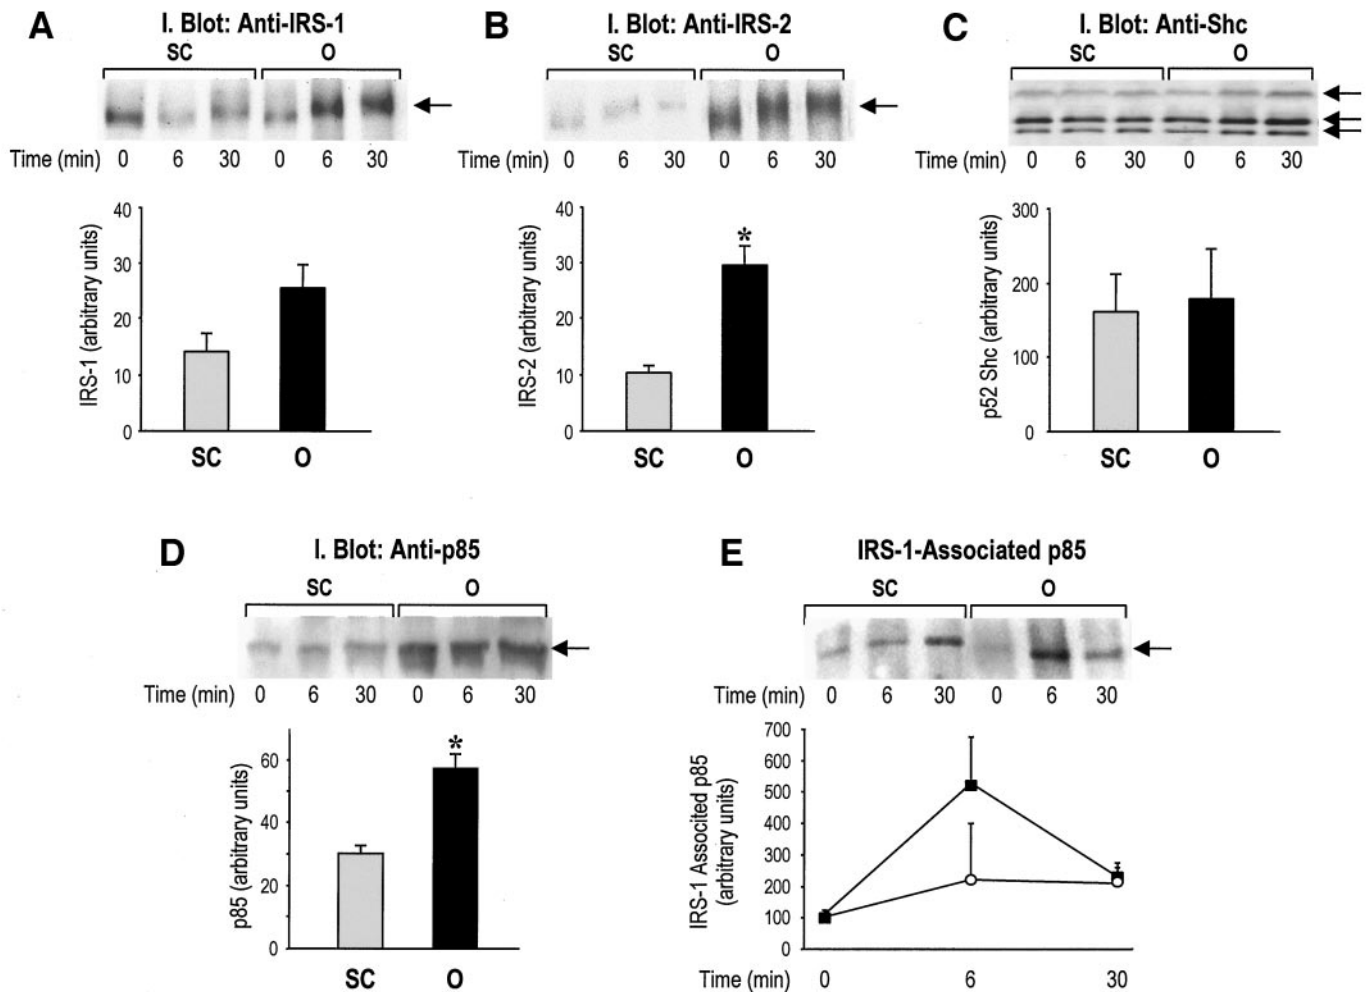 A
I. Blot: Anti-IRS-1
SC O
Time (min) 0 6 30 0 6 30
IRS-1 (arbitrary units)
40
30
20
10
0
SC O
B
I. Blot: Anti-IRS-2
SC O
Time (min) 0 6 30 0 6 30
IRS-2 (arbitrary units)
40
30
20
10
0
*
SC O
C
I. Blot: Anti-Shc
SC O
Time (min) 0 6 30 0 6 30
p52 Shc (arbitrary units)
300
200
100
0
SC O
D
I. Blot: Anti-p85
SC O
Time (min) 0 6 30 0 6 30
p85 (arbitrary units)
60
40
20
0
*
SC O
E
IRS-1-Associated p85
SC O
Time (min) 0 6 30 0 6 30
IRS-1 Associted p85
(arbitrary units)
700
600
500
400
300
200
100
0
Time (min) 0 6 30